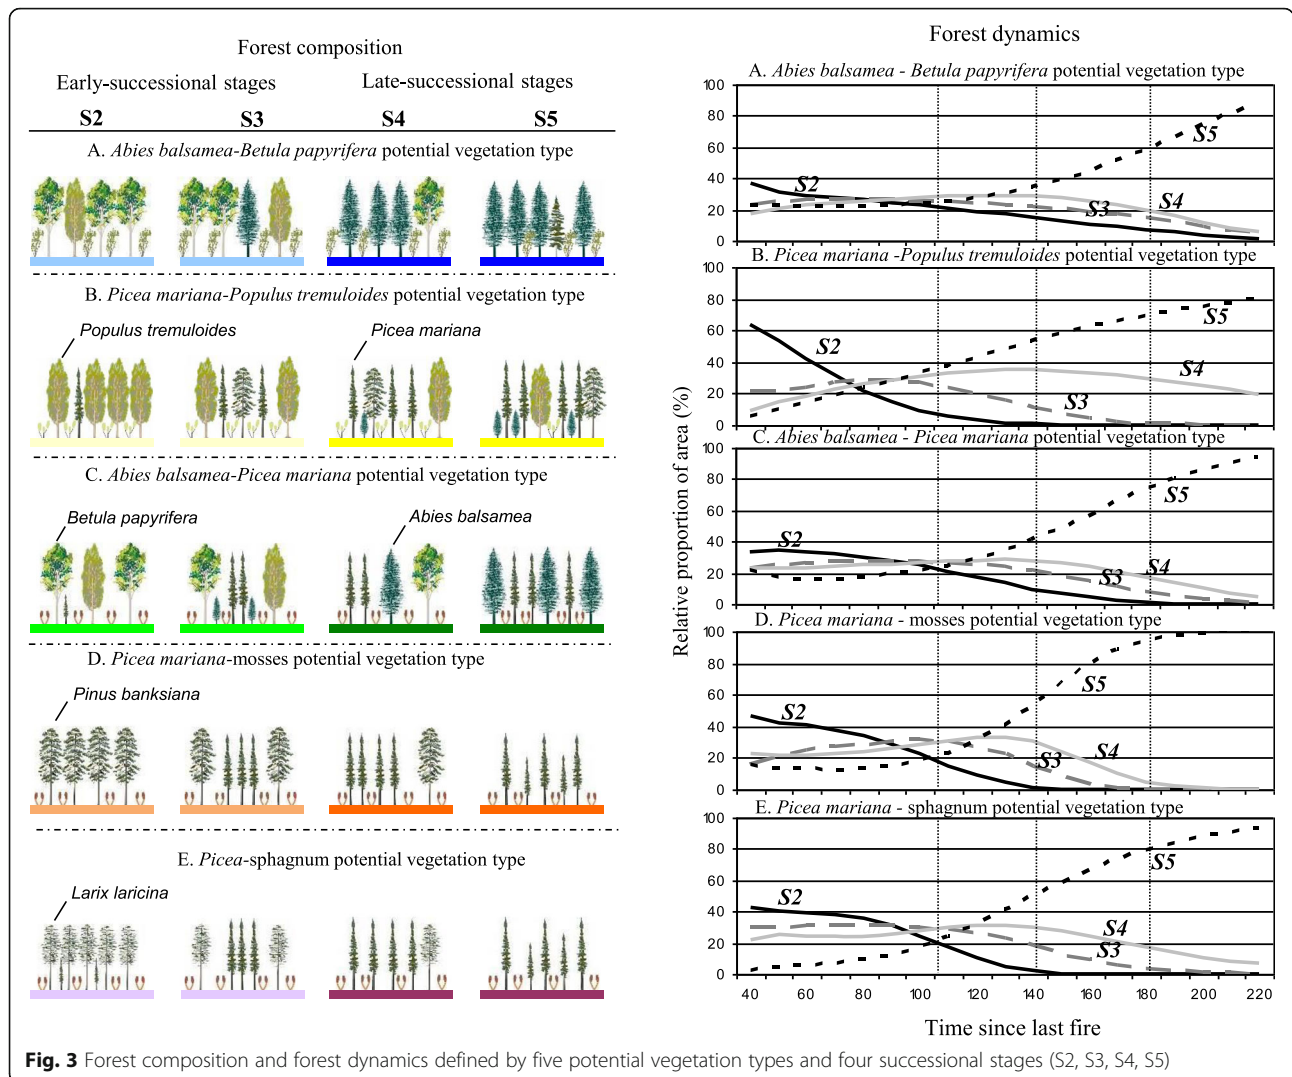 Forest composition
Early-successional stages
Late-successional stages
S2
S3
S4
S5
A. Abies balsamea-Betula papyrifera potential vegetation type
B. Picea mariana-Populus tremuloides potential vegetation type
Populus tremuloides
Picea mariana
C. Abies balsamea-Picea mariana potential vegetation type
Betula papyrifera
Abies balsamea
D. Picea mariana-mosses potential vegetation type
Pinus banksiana
E. Picea-sphagnum potential vegetation type
Larix laricina
Forest dynamics
Relative proportion of area (%)
A. Abies balsamea - Betula papyrifera potential vegetation type
100
80
60
40
20
0
S2
S5
S4
S3
B. Picea mariana -Populus tremuloides potential vegetation type
100
80
60
40
20
0
S2
S5
S4
S3
C. Abies balsamea - Picea mariana potential vegetation type
100
80
60
40
20
0
S2
S5
S4
S3
D. Picea mariana - mosses potential vegetation type
100
80
60
40
20
0
S2
S5
S4
S3
E. Picea mariana - sphagnum potential vegetation type
100
80
60
40
20
0
S2
S5
S4
S3
40 60 80 100 120 140 160 180 200 220
Time since last fire
Fig. 3 Forest composition and forest dynamics defined by five potential vegetation types and four successional stages (S2, S3, S4, S5)